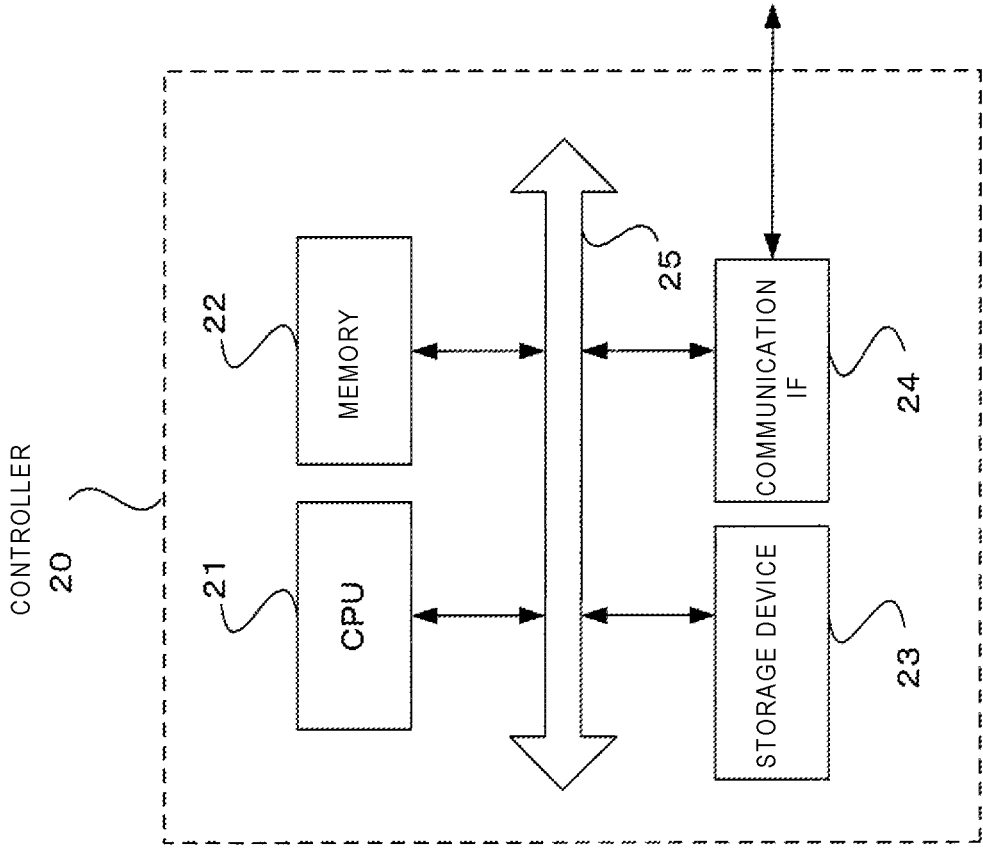 CONTROLLER
20
21
CPU
22
MEMORY
25
23
STORAGE DEVICE
24
COMMUNICATION
IF